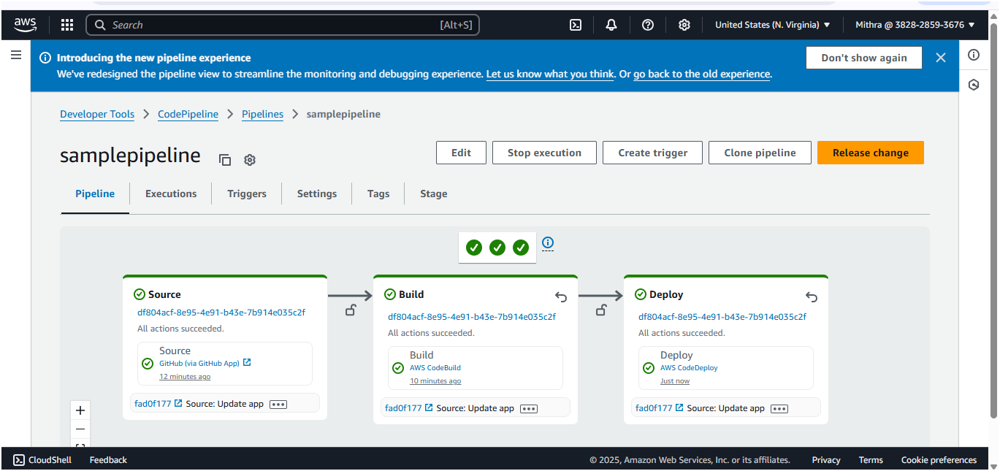 aws
Search [Alt+S]
United States (N. Virginia) ▼
Mithra @ 3828-2859-3676 ▼
Introducing the new pipeline experience
We've redesigned the pipeline view to streamline the monitoring and debugging experience. Let us know what you think. Or go back to the old experience.
Don't show again
Developer Tools > CodePipeline > Pipelines > samplepipeline
samplepipeline
Edit
Stop execution
Create trigger
Clone pipeline
Release change
Pipeline
Executions
Triggers
Settings
Tags
Stage
Source
df804acf-8e95-4e91-b43e-7b914e035c2f
All actions succeeded.
Source
GitHub (via GitHub App)
12 minutes ago
fad0f177 Source: Update app
Build
df804acf-8e95-4e91-b43e-7b914e035c2f
All actions succeeded.
Build
AWS CodeBuild
10 minutes ago
fad0f177 Source: Update app
Deploy
df804acf-8e95-4e91-b43e-7b914e035c2f
All actions succeeded.
Deploy
AWS CodeDeploy
Just now
fad0f177 Source: Update app
CloudShell
Feedback
© 2025, Amazon Web Services, Inc. or its affiliates.
Privacy
Terms
Cookie preferences